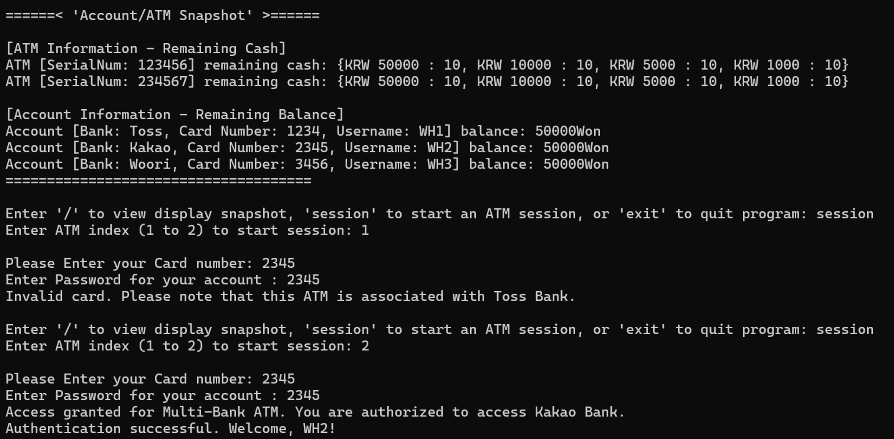 ======< 'Account/ATM Snapshot' >======
[ATM Information - Remaining Cash]
ATM [SerialNum: 123456] remaining cash: {KRW 50000 : 10, KRW 10000 : 10, KRW 5000 : 10, KRW 1000 : 10}
ATM [SerialNum: 234567] remaining cash: {KRW 50000 : 10, KRW 10000 : 10, KRW 5000 : 10, KRW 1000 : 10}
[Account Information - Remaining Balance]
Account [Bank: Toss, Card Number: 1234, Username: WH1] balance: 50000Won
Account [Bank: Kakao, Card Number: 2345, Username: WH2] balance: 50000Won
Account [Bank: Woori, Card Number: 3456, Username: WH3] balance: 50000Won
=====================================
Enter '/' to view display snapshot, 'session' to start an ATM session, or 'exit' to quit program: session
Enter ATM index (1 to 2) to start session: 1
Please Enter your Card number: 2345
Enter Password for your account : 2345
Invalid card. Please note that this ATM is associated with Toss Bank.
Enter '/' to view display snapshot, 'session' to start an ATM session, or 'exit' to quit program: session
Enter ATM index (1 to 2) to start session: 2
Please Enter your Card number: 2345
Enter Password for your account : 2345
Access granted for Multi-Bank ATM. You are authorized to access Kakao Bank.
Authentication successful. Welcome, WH2!